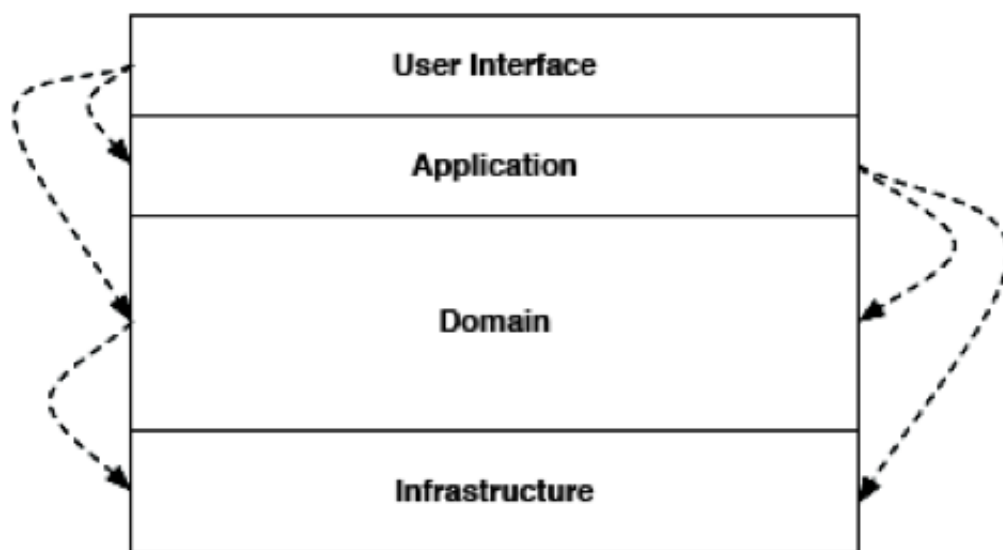 User Interface
Application
Domain
Infrastructure